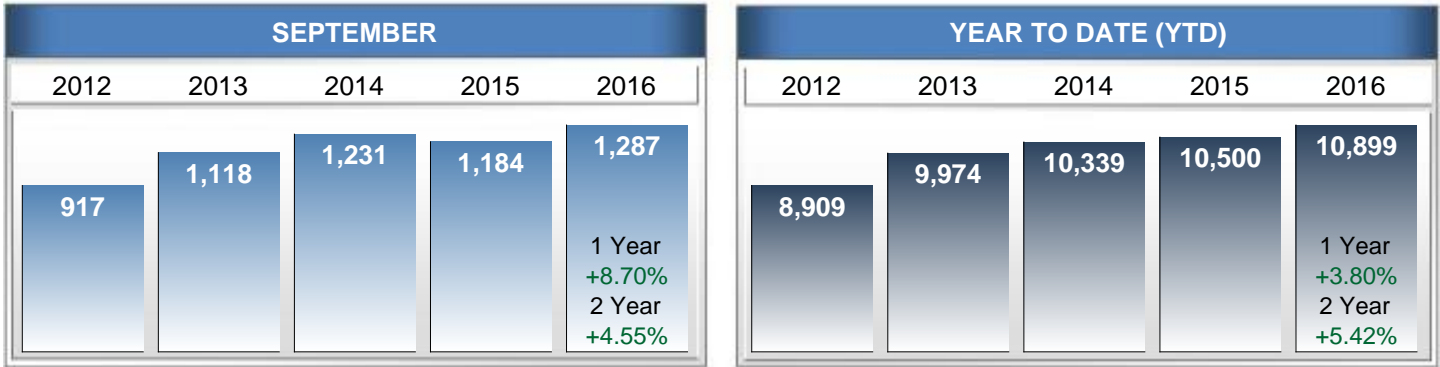 SEPTEMBER
2012 2013 2014 2015 2016
917 1,118 1,231 1,184 1,287
1 Year
+8.70%
2 Year
+4.55%
YEAR TO DATE (YTD)
2012 2013 2014 2015 2016
8,909 9,974 10,339 10,500 10,899
1 Year
+3.80%
2 Year
+5.42%